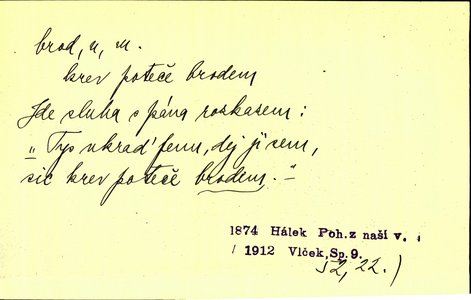 brod, u, m.
krev poteče brodem
Jde sluha s pána rozkazem:
„Tys ukrad' fenu, dej ji sem,
sic krev poteče brodem.“
1874 Hálek Poh. z naší v.
/ 1912 Vlček, Sp. 9.
52, 22.)